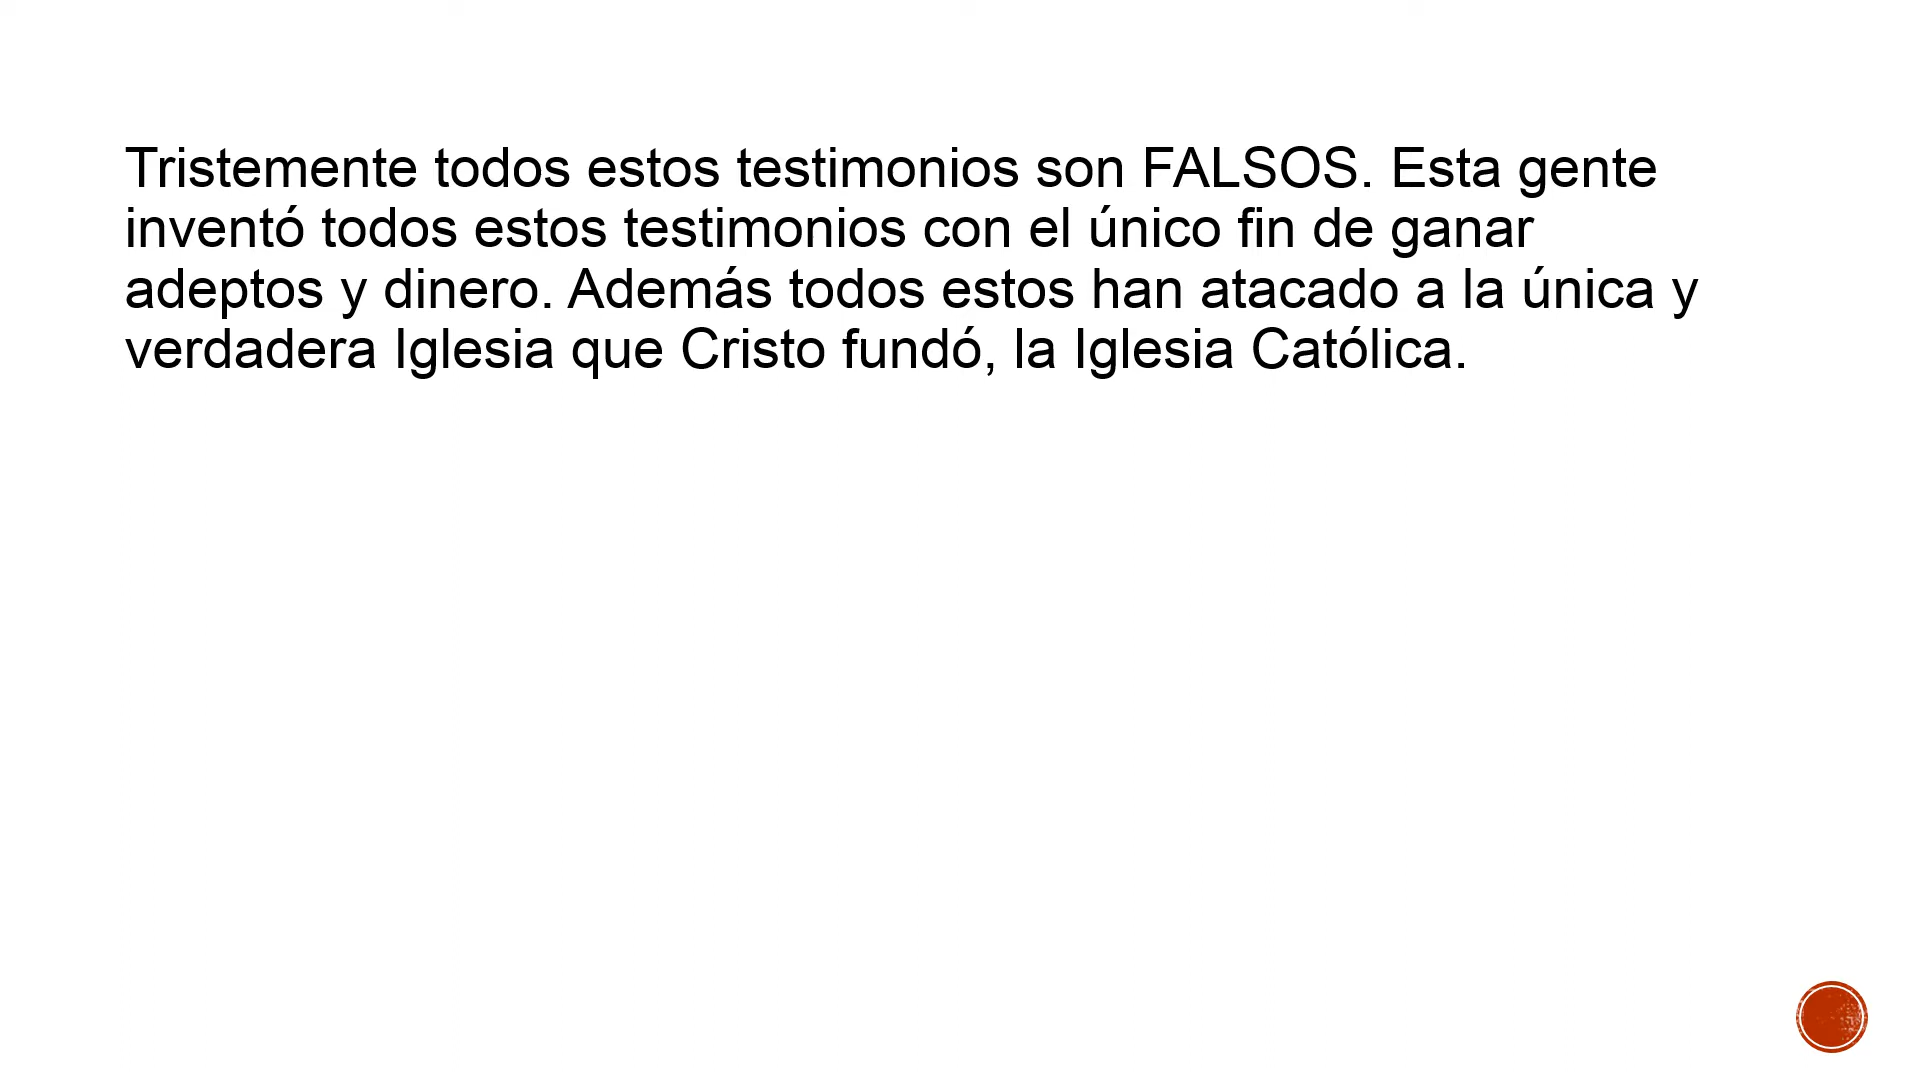 Tristemente todos estos testimonios son FALSOS. Esta gente
inventó todos estos testimonios con el único fin de ganar
adeptos y dinero. Además todos estos han atacado a la única y
verdadera Iglesia que Cristo fundó, la Iglesia Católica.